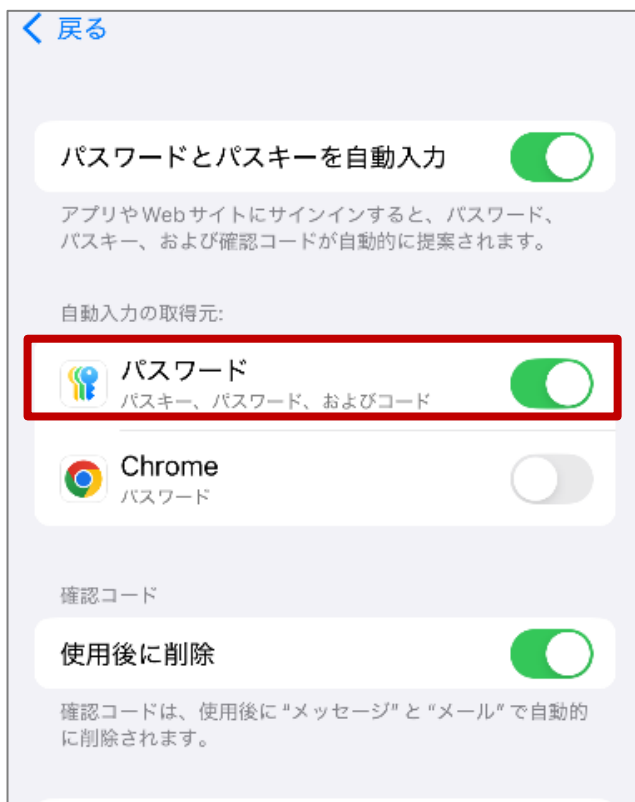 戻る
パスワードとパスキーを自動入力
アプリやWebサイトにサインインすると、パスワード、
パスキー、および確認コードが自動的に提案されます。
自動入力の取得元:
パスワード
パスキー、パスワード、およびコード
Chrome
パスワード
確認コード
使用後に削除
確認コードは、使用後に“メッセージ”と“メール”で自動的
に削除されます。